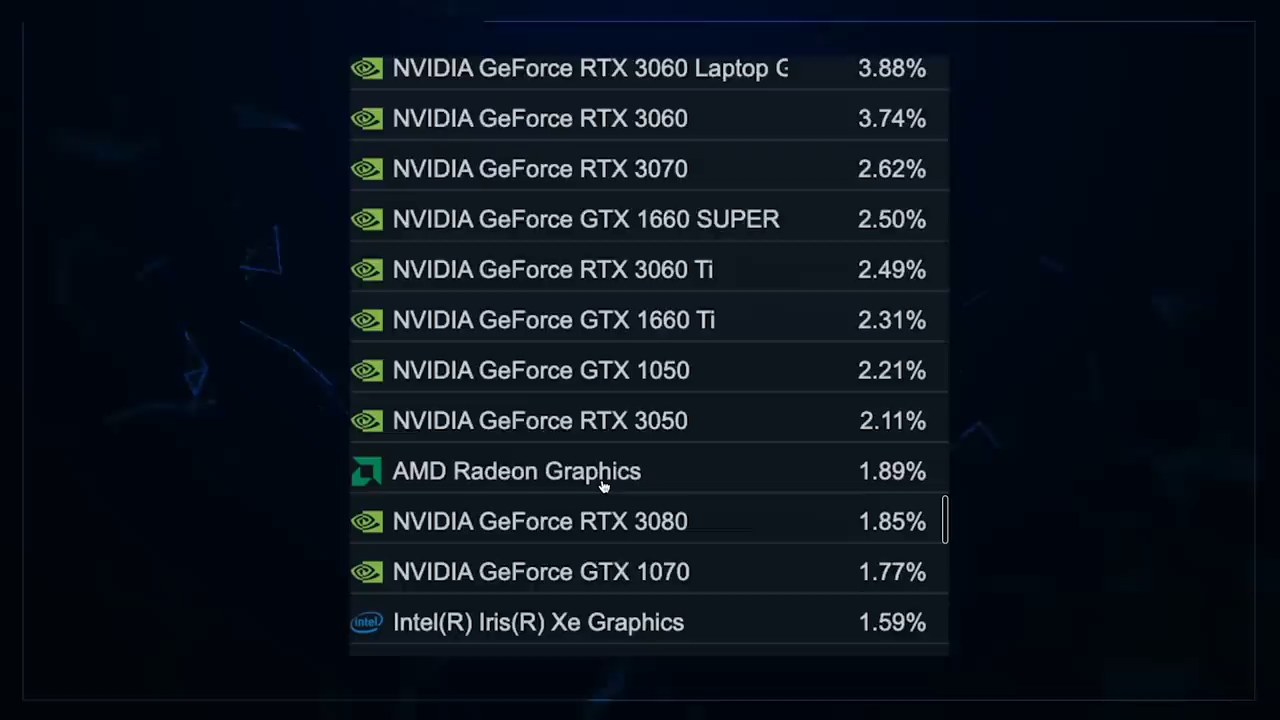 NVIDIA GeForce RTX 3060 Laptop G 3.88%
NVIDIA GeForce RTX 3060 3.74%
NVIDIA GeForce RTX 3070 2.62%
NVIDIA GeForce GTX 1660 SUPER 2.50%
NVIDIA GeForce RTX 3060 Ti 2.49%
NVIDIA GeForce GTX 1660 Ti 2.31%
NVIDIA GeForce GTX 1050 2.21%
NVIDIA GeForce RTX 3050 2.11%
AMD Radeon Graphics 1.89%
NVIDIA GeForce RTX 3080 1.85%
NVIDIA GeForce GTX 1070 1.77%
intel Intel(R) Iris(R) Xe Graphics 1.59%